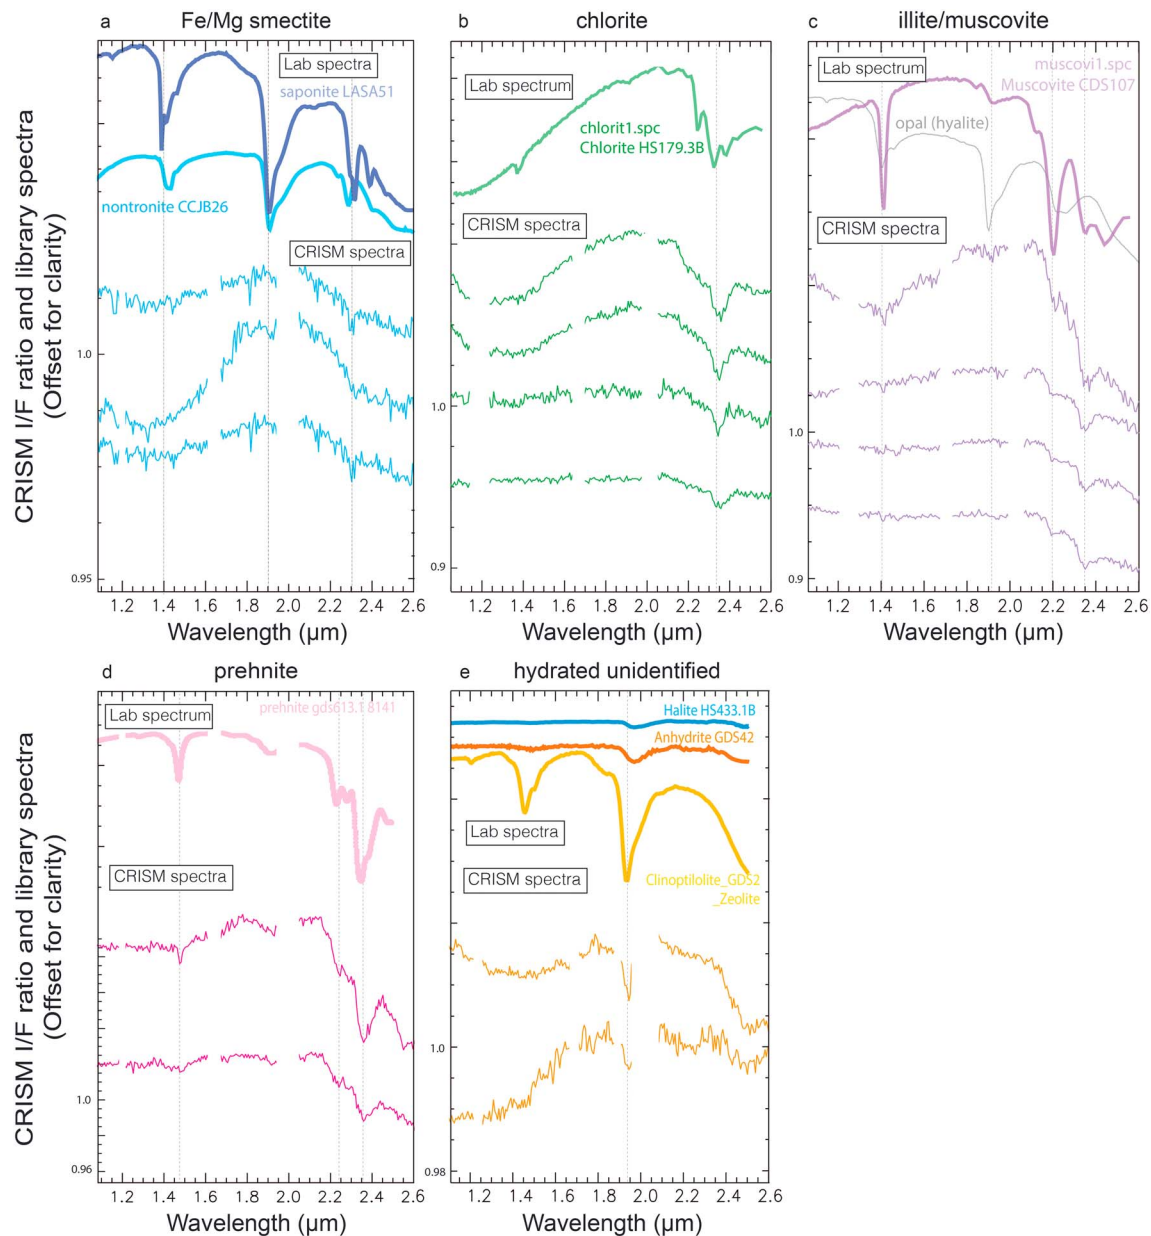 a Fe/Mg smectite
b chlorite
c illite/muscovite
CRISM I/F ratio and library spectra
(Offset for clarity)
Lab spectra
saponite LASA51
nontronite CCJB26
CRISM spectra
1.0
0.95
1.2 1.4 1.6 1.8 2.0 2.2 2.4 2.6
Wavelength (µm)
Lab spectrum
chlorit1.spc
Chlorite HS179.3B
CRISM spectra
1.0
0.9
1.2 1.4 1.6 1.8 2.0 2.2 2.4 2.6
Wavelength (µm)
Lab spectrum
muscovi1.spc
Muscovite CDS107
opal (hyalite)
CRISM spectra
1.0
0.9
1.2 1.4 1.6 1.8 2.0 2.2 2.4 2.6
Wavelength (µm)
d prehnite
e hydrated unidentified
CRISM I/F ratio and library spectra
(Offset for clarity)
Lab spectrum
prehnite gds613.1 8141
CRISM spectra
1.0
0.96
1.2 1.4 1.6 1.8 2.0 2.2 2.4 2.6
Wavelength (µm)
Halite HS433.1B
Anhydrite GDS42
Lab spectra
CRISM spectra
Clinoptilolite_GDS2
_Zeolite
1.0
0.98
1.2 1.4 1.6 1.8 2.0 2.2 2.4 2.6
Wavelength (µm)